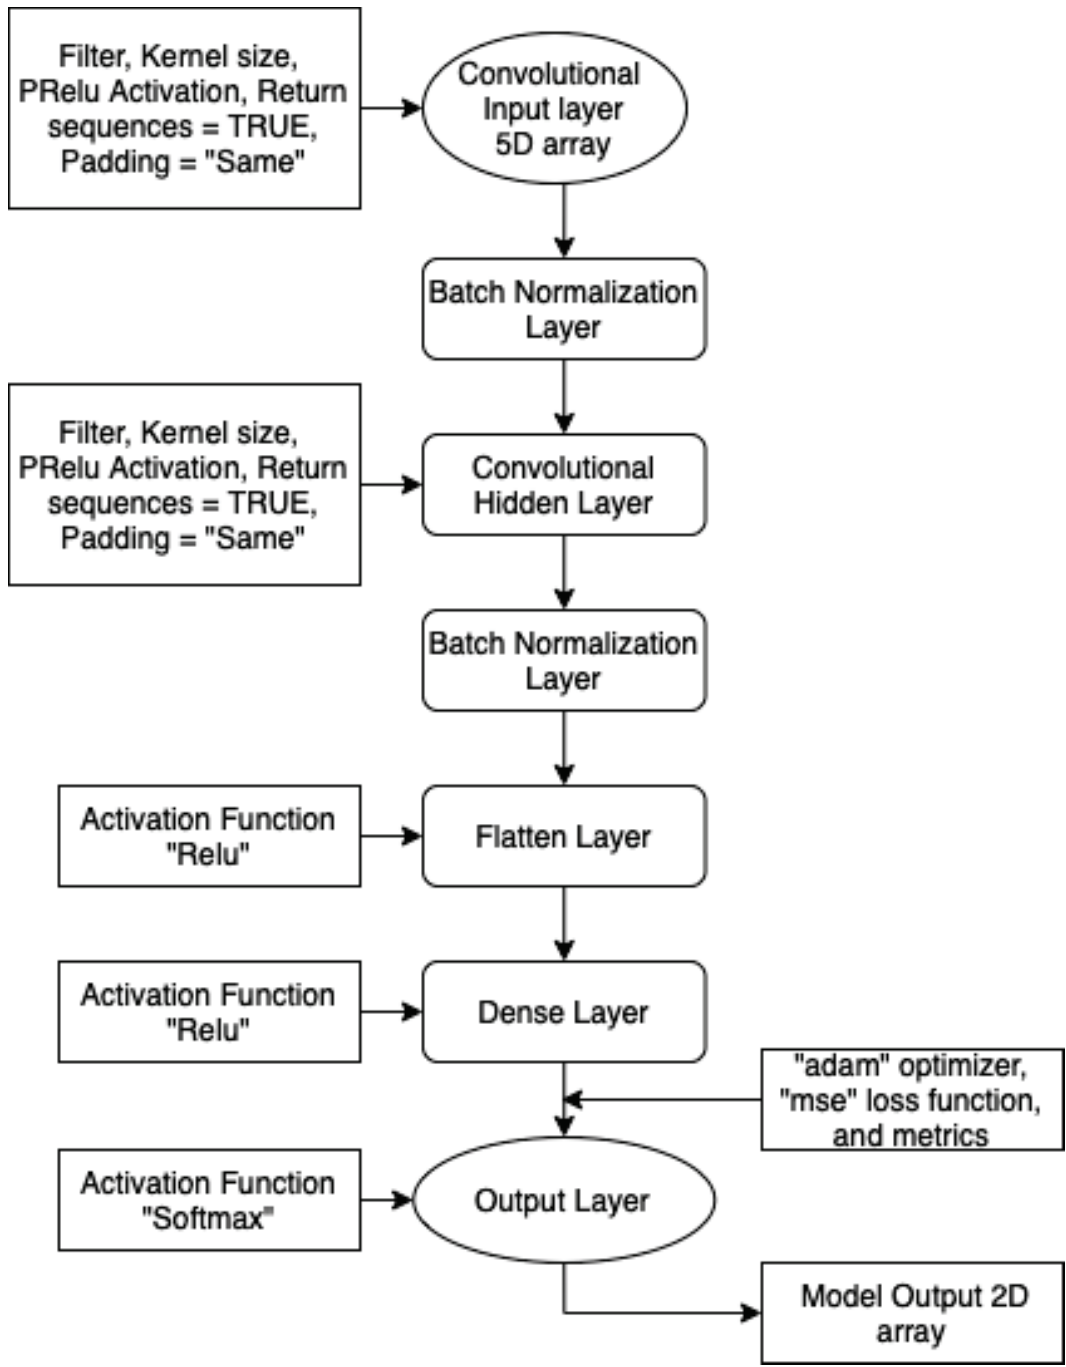 Filter, Kernel size,
PRelu Activation, Return
sequences = TRUE,
Padding = "Same"
Convolutional
Input layer
5D array
Batch Normalization
Layer
Filter, Kernel size,
PRelu Activation, Return
sequences = TRUE,
Padding = "Same"
Convolutional
Hidden Layer
Batch Normalization
Layer
Activation Function
"Relu"
Flatten Layer
Activation Function
"Relu"
Dense Layer
"adam" optimizer,
"mse" loss function,
and metrics
Activation Function
"Softmax"
Output Layer
Model Output 2D
array